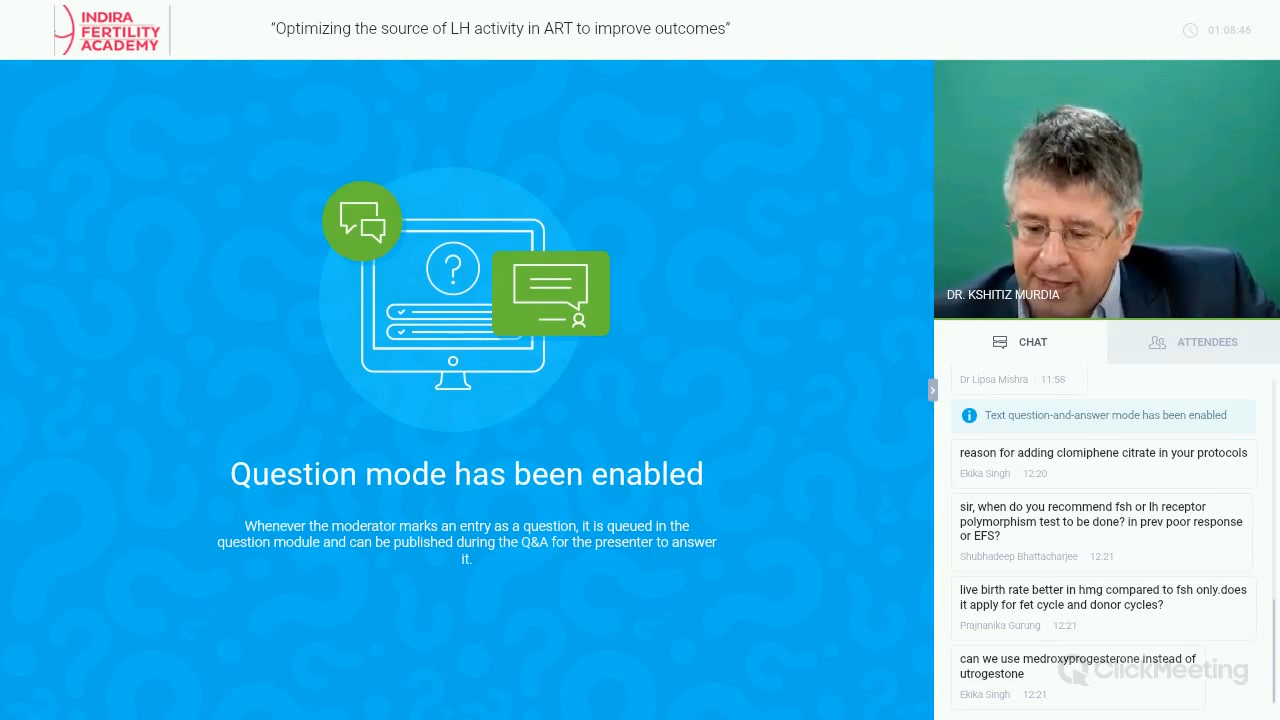 INDIRA
FERTILITY
ACADEMY
“Optimizing the source of LH activity in ART to improve outcomes”
01:08:46
DR. KSHITIZ MURDIA
CHAT
ATTENDEES
Dr Lipsa Mishra 11:58
Text question-and-answer mode has been enabled
reason for adding clomiphene citrate in your protocols
Ekika Singh 12:20
sir, when do you recommend fsh or lh receptor
polymorphism test to be done? in prev poor response
or EFS?
Shubhadeep Bhattacharjee 12:21
live birth rate better in hmg compared to fsh only.does
it apply for fet cycle and donor cycles?
Prajnanika Gurung 12:21
can we use medroxyprogesterone instead of
utrogestone
Ekika Singh 12:21
ClickMeeting
?
Question mode has been enabled
Whenever the moderator marks an entry as a question, it is queued in the
question module and can be published during the Q&A for the presenter to answer
it.